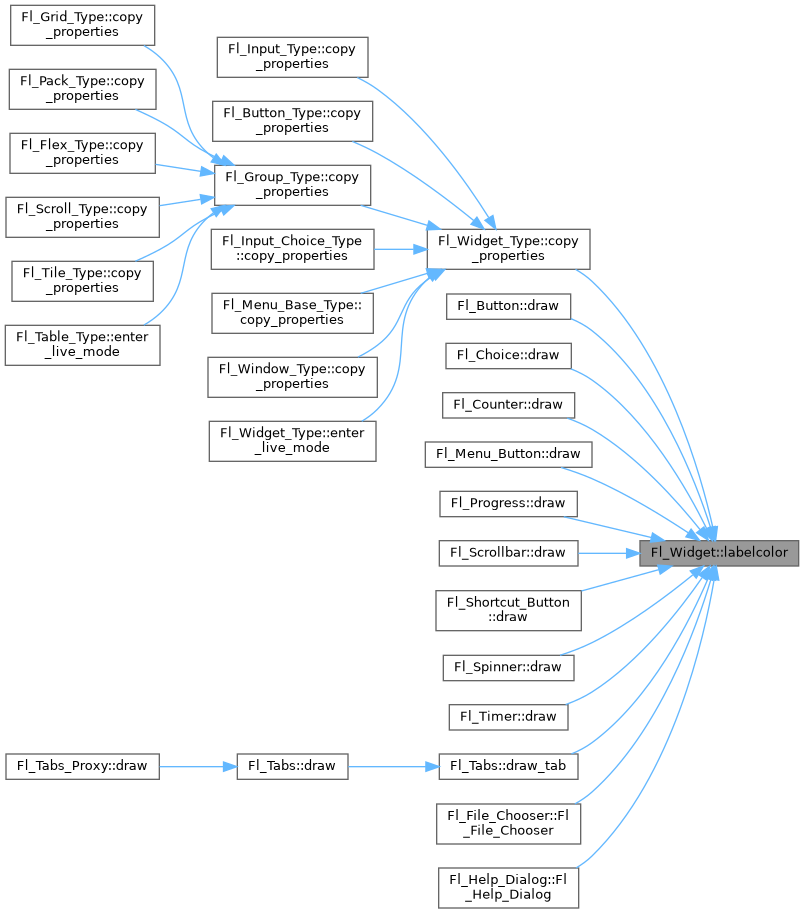 Fl_Grid_Type::copy
_properties
Fl_Pack_Type::copy
_properties
Fl_Flex_Type::copy
_properties
Fl_Scroll_Type::copy
_properties
Fl_Tile_Type::copy
_properties
Fl_Table_Type::enter
_live_mode
Fl_Tabs_Proxy::draw
Fl_Input_Type::copy
_properties
Fl_Button_Type::copy
_properties
Fl_Group_Type::copy
_properties
Fl_Input_Choice_Type
::copy_properties
Fl_Menu_Base_Type::
copy_properties
Fl_Window_Type::copy
_properties
Fl_Widget_Type::enter
_live_mode
Fl_Tabs::draw
Fl_Widget_Type::copy
_properties
Fl_Button::draw
Fl_Choice::draw
Fl_Counter::draw
Fl_Menu_Button::draw
Fl_Progress::draw
Fl_Scrollbar::draw
Fl_Shortcut_Button
::draw
Fl_Spinner::draw
Fl_Timer::draw
Fl_Tabs::draw_tab
Fl_File_Chooser::Fl
_File_Chooser
Fl_Help_Dialog::Fl
_Help_Dialog
Fl_Widget::labelcolor